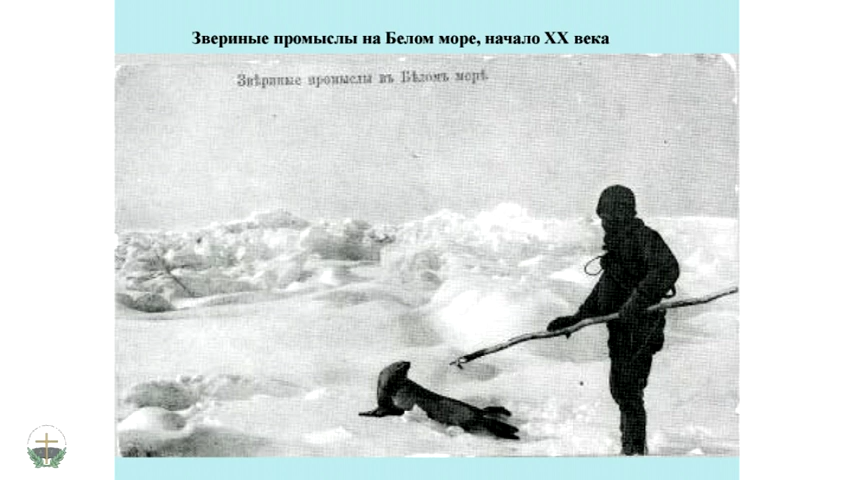 Звериные промыслы на Белом море, начало XX века
Звѣриные промыслы въ Бѣломъ морѣ.